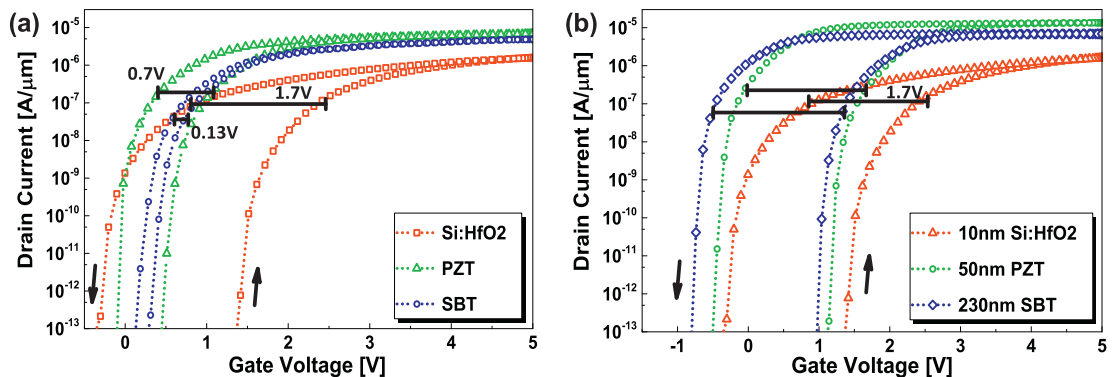 (a)
Drain Current [A/μm]
10-5
10-6
10-7
10-8
10-9
10-10
10-11
10-12
10-13
0.7V
1.7V
0.13V
Si:HfO2
PZT
SBT
0 1 2 3 4 5
Gate Voltage [V]
(b)
Drain Current [A/μm]
10-5
10-6
10-7
10-8
10-9
10-10
10-11
10-12
10-13
1.7V
10nm Si:HfO2
50nm PZT
230nm SBT
-1 0 1 2 3 4 5
Gate Voltage [V]